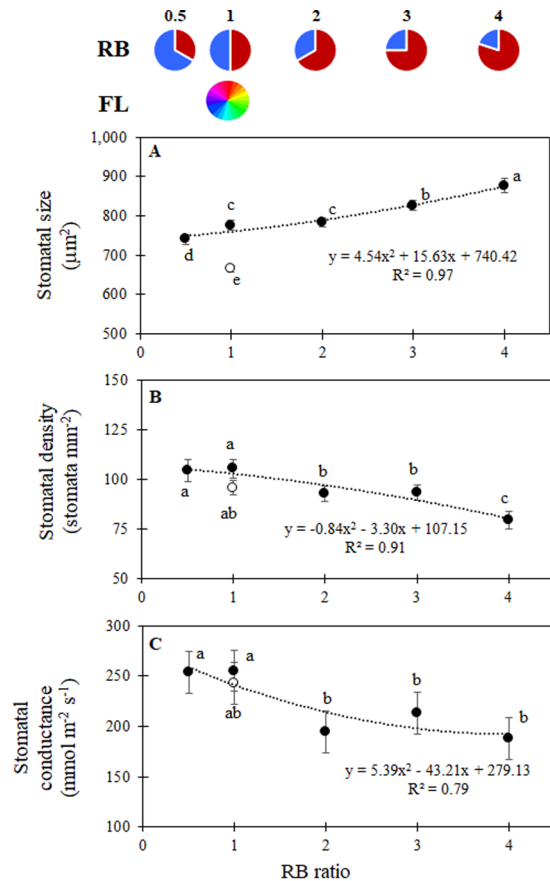 0.5 1 2 3 4
RB
FL
1,000
A
900
800
700
600
500
a
b
c
c
d
e
y = 4.54x² + 15.63x + 740.42
R² = 0.97
Stomatal size
(µm²)
0 1 2 3 4
150
B
125
100
75
50
a
a
b
b
ab
c
y = -0.84x² - 3.30x + 107.15
R² = 0.91
Stomatal density
(stomata mm⁻²)
0 1 2 3 4
300
C
250
200
150
100
a
a
b
b
b
ab
y = 5.39x² - 43.21x + 279.13
R² = 0.79
Stomatal
conductance
(mmol m⁻² s⁻¹)
0 1 2 3 4
RB ratio